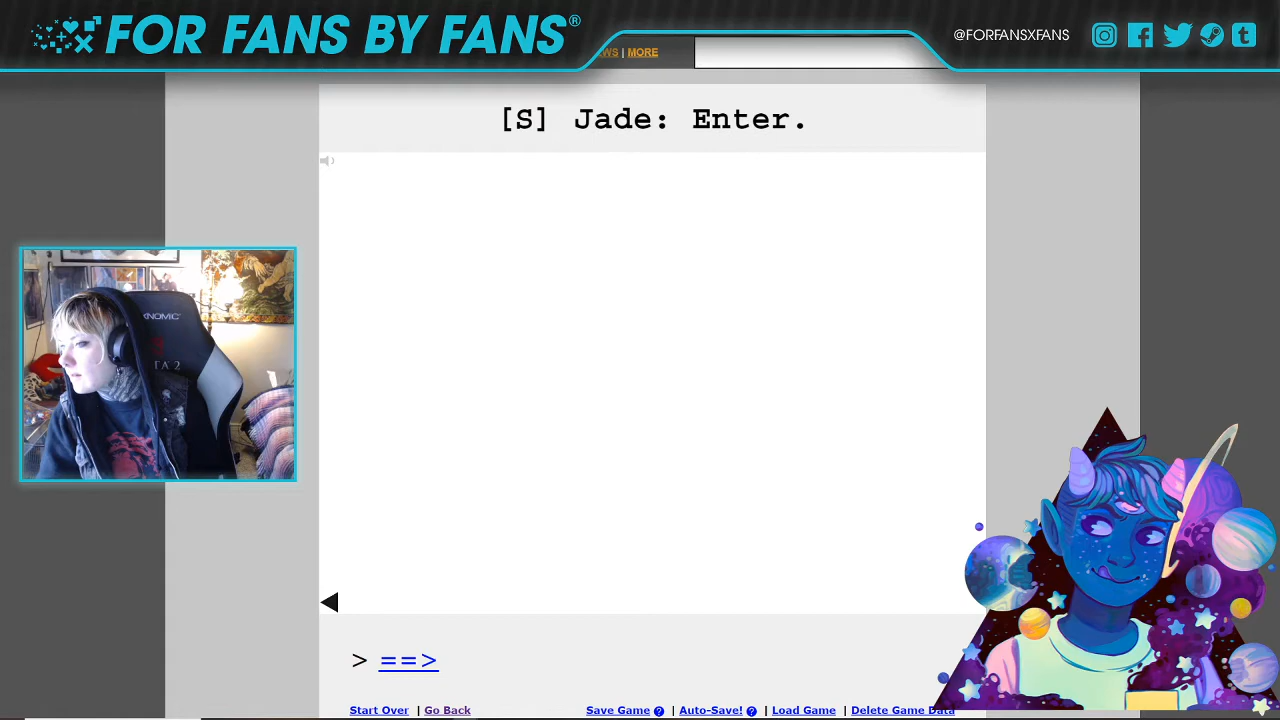 FOR FANS BY FANS®
@FORFANSXFANS
WS | MORE
[S] Jade: Enter.
> ==>
Start Over | Go Back
Save Game ? | Auto-Save! ? | Load Game | Delete Game Data